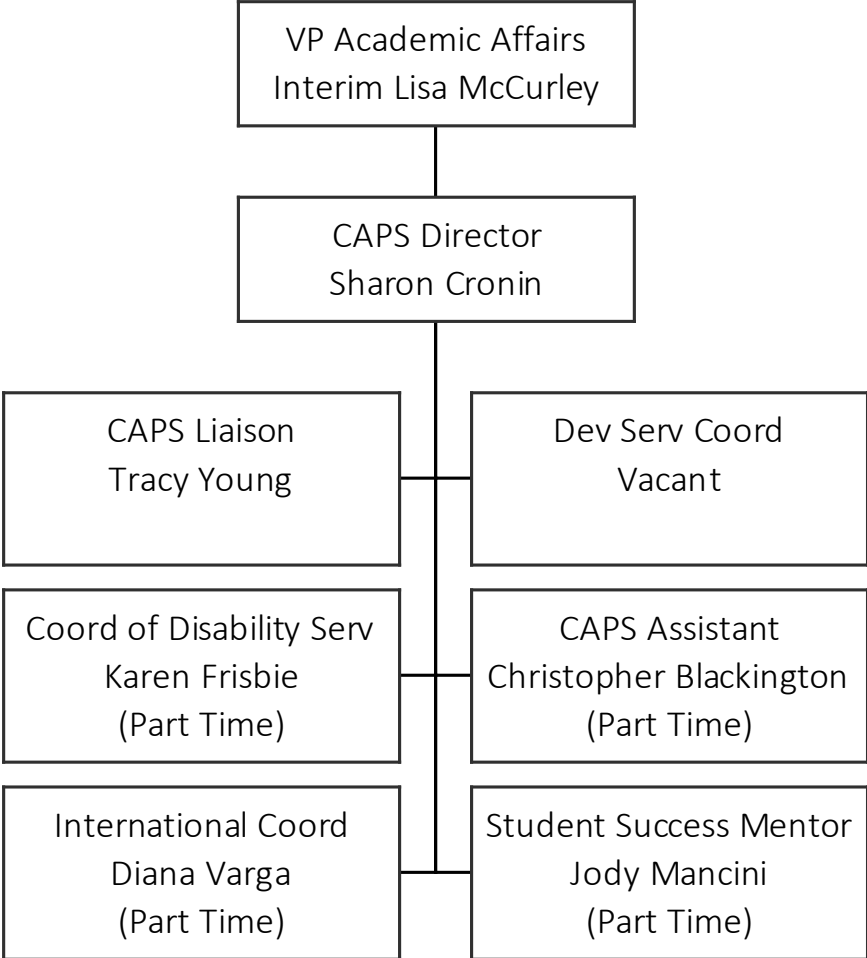 VP Academic Affairs
Interim Lisa McCurley
CAPS Director
Sharon Cronin
CAPS Liaison
Tracy Young
Dev Serv Coord
Vacant
Coord of Disability Serv
Karen Frisbie
(Part Time)
CAPS Assistant
Christopher Blackington
(Part Time)
International Coord
Diana Varga
(Part Time)
Student Success Mentor
Jody Mancini
(Part Time)